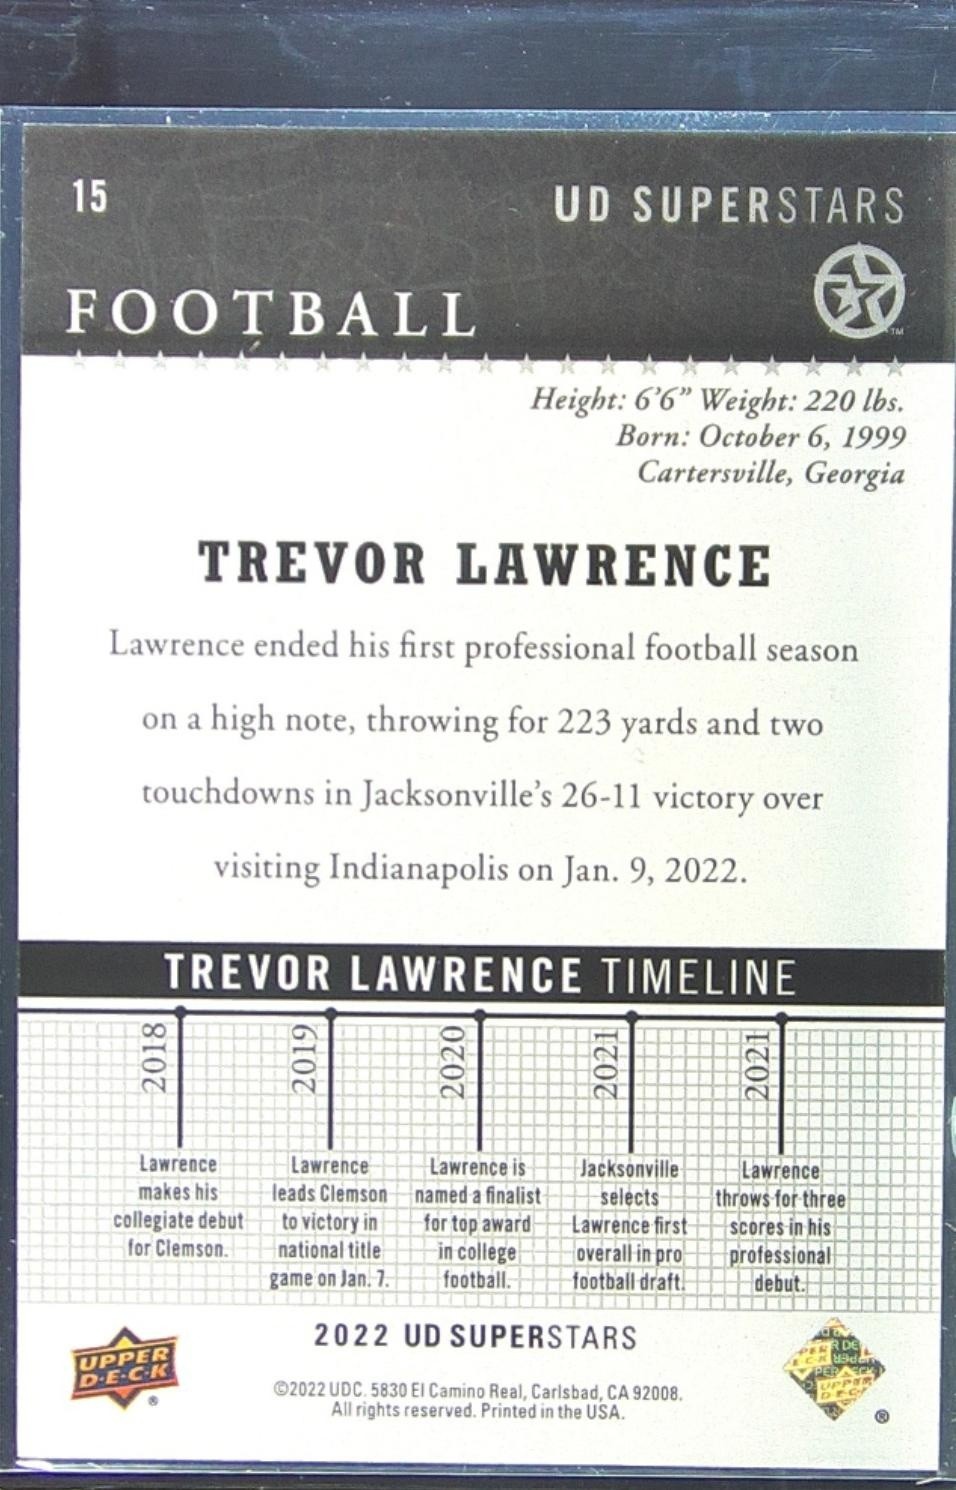 15
UD SUPERSTARS
FOOTBALL
TM
Height: 6'6" Weight: 220 lbs.
Born: October 6, 1999
Cartersville, Georgia
TREVOR LAWRENCE
Lawrence ended his first professional football season
on a high note, throwing for 223 yards and two
touchdowns in Jacksonville's 26-11 victory over
visiting Indianapolis on Jan. 9, 2022.
TREVOR LAWRENCE TIMELINE
2018
Lawrence
makes his
collegiate debut
for Clemson.
2019
Lawrence
leads Clemson
to victory in
national title
game on Jan. 7.
2020
Lawrence is
named a finalist
for top award
in college
football.
2021
Jacksonville
selects
Lawrence first
overall in pro
football draft.
2021
Lawrence
throws for three
scores in his
professional
debut.
UPPER
D·E·C·K
®
2022 UD SUPERSTARS
©2022 UDC. 5830 El Camino Real, Carlsbad, CA 92008.
All rights reserved. Printed in the USA.
®